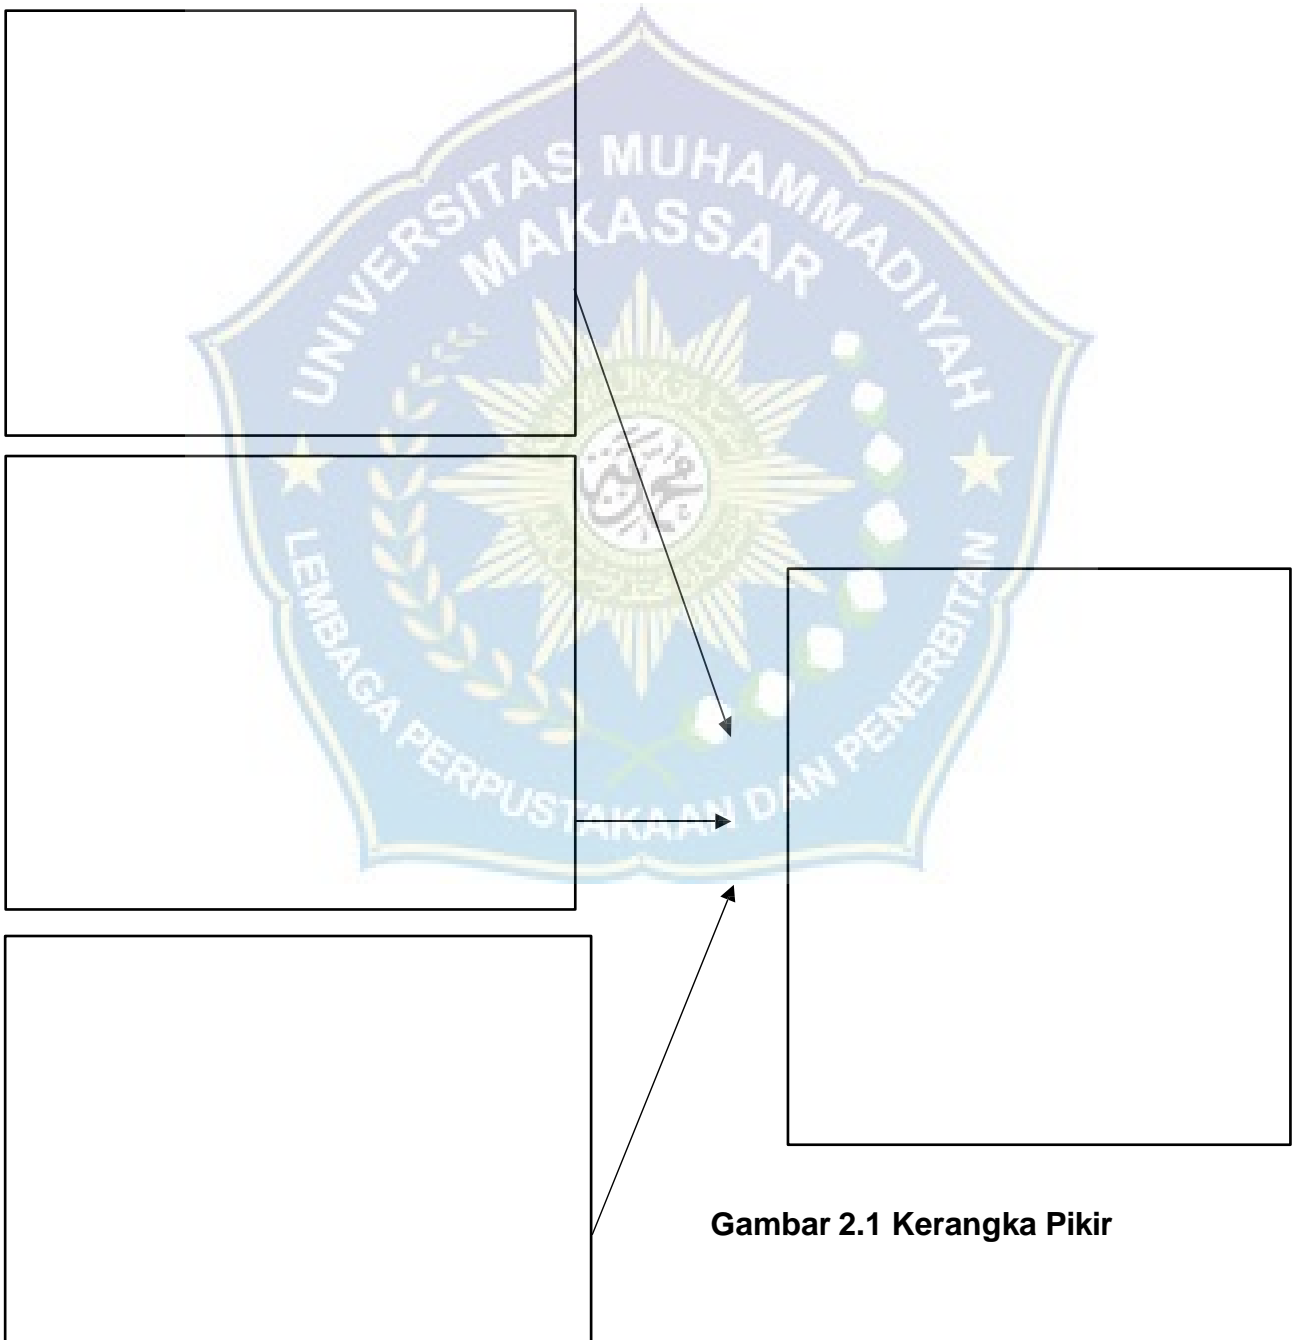 UNIVERSITAS MUHAMMADIYAH
MAKASSAR
LEMBAGA PERPUSTAKAAN DAN PENERBITAN
Gambar 2.1 Kerangka Pikir